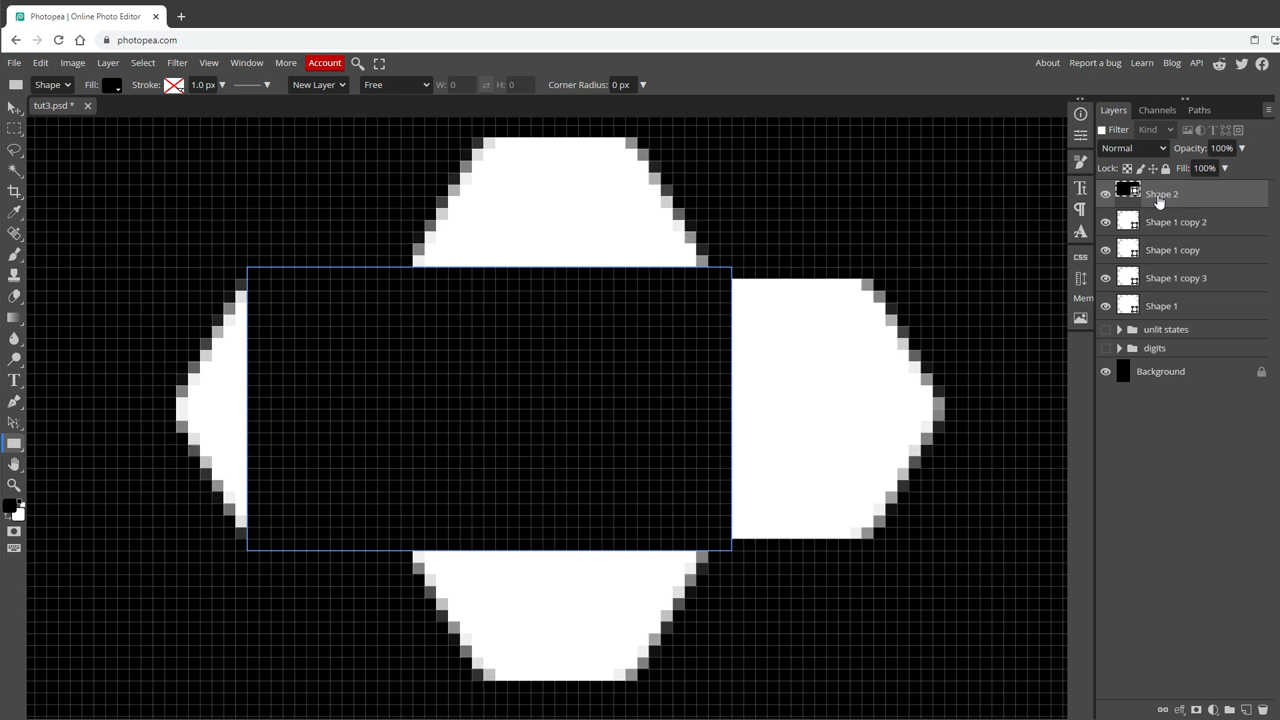 Photopea | Online Photo Editor
photopea.com
File Edit Image Layer Select Filter View Window More Account About Report a bug Learn Blog API
Shape Fill: Stroke: 1.0 px New Layer Free W: 0 H: 0 Corner Radius: 0 px
tut3.psd *
Layers Channels Paths
Filter Kind
Normal Opacity: 100%
Lock: Fill: 100%
Shape 2
Shape 1 copy 2
Shape 1 copy
CSS
Shape 1 copy 3
Mem
Shape 1
unlit states
digits
Background